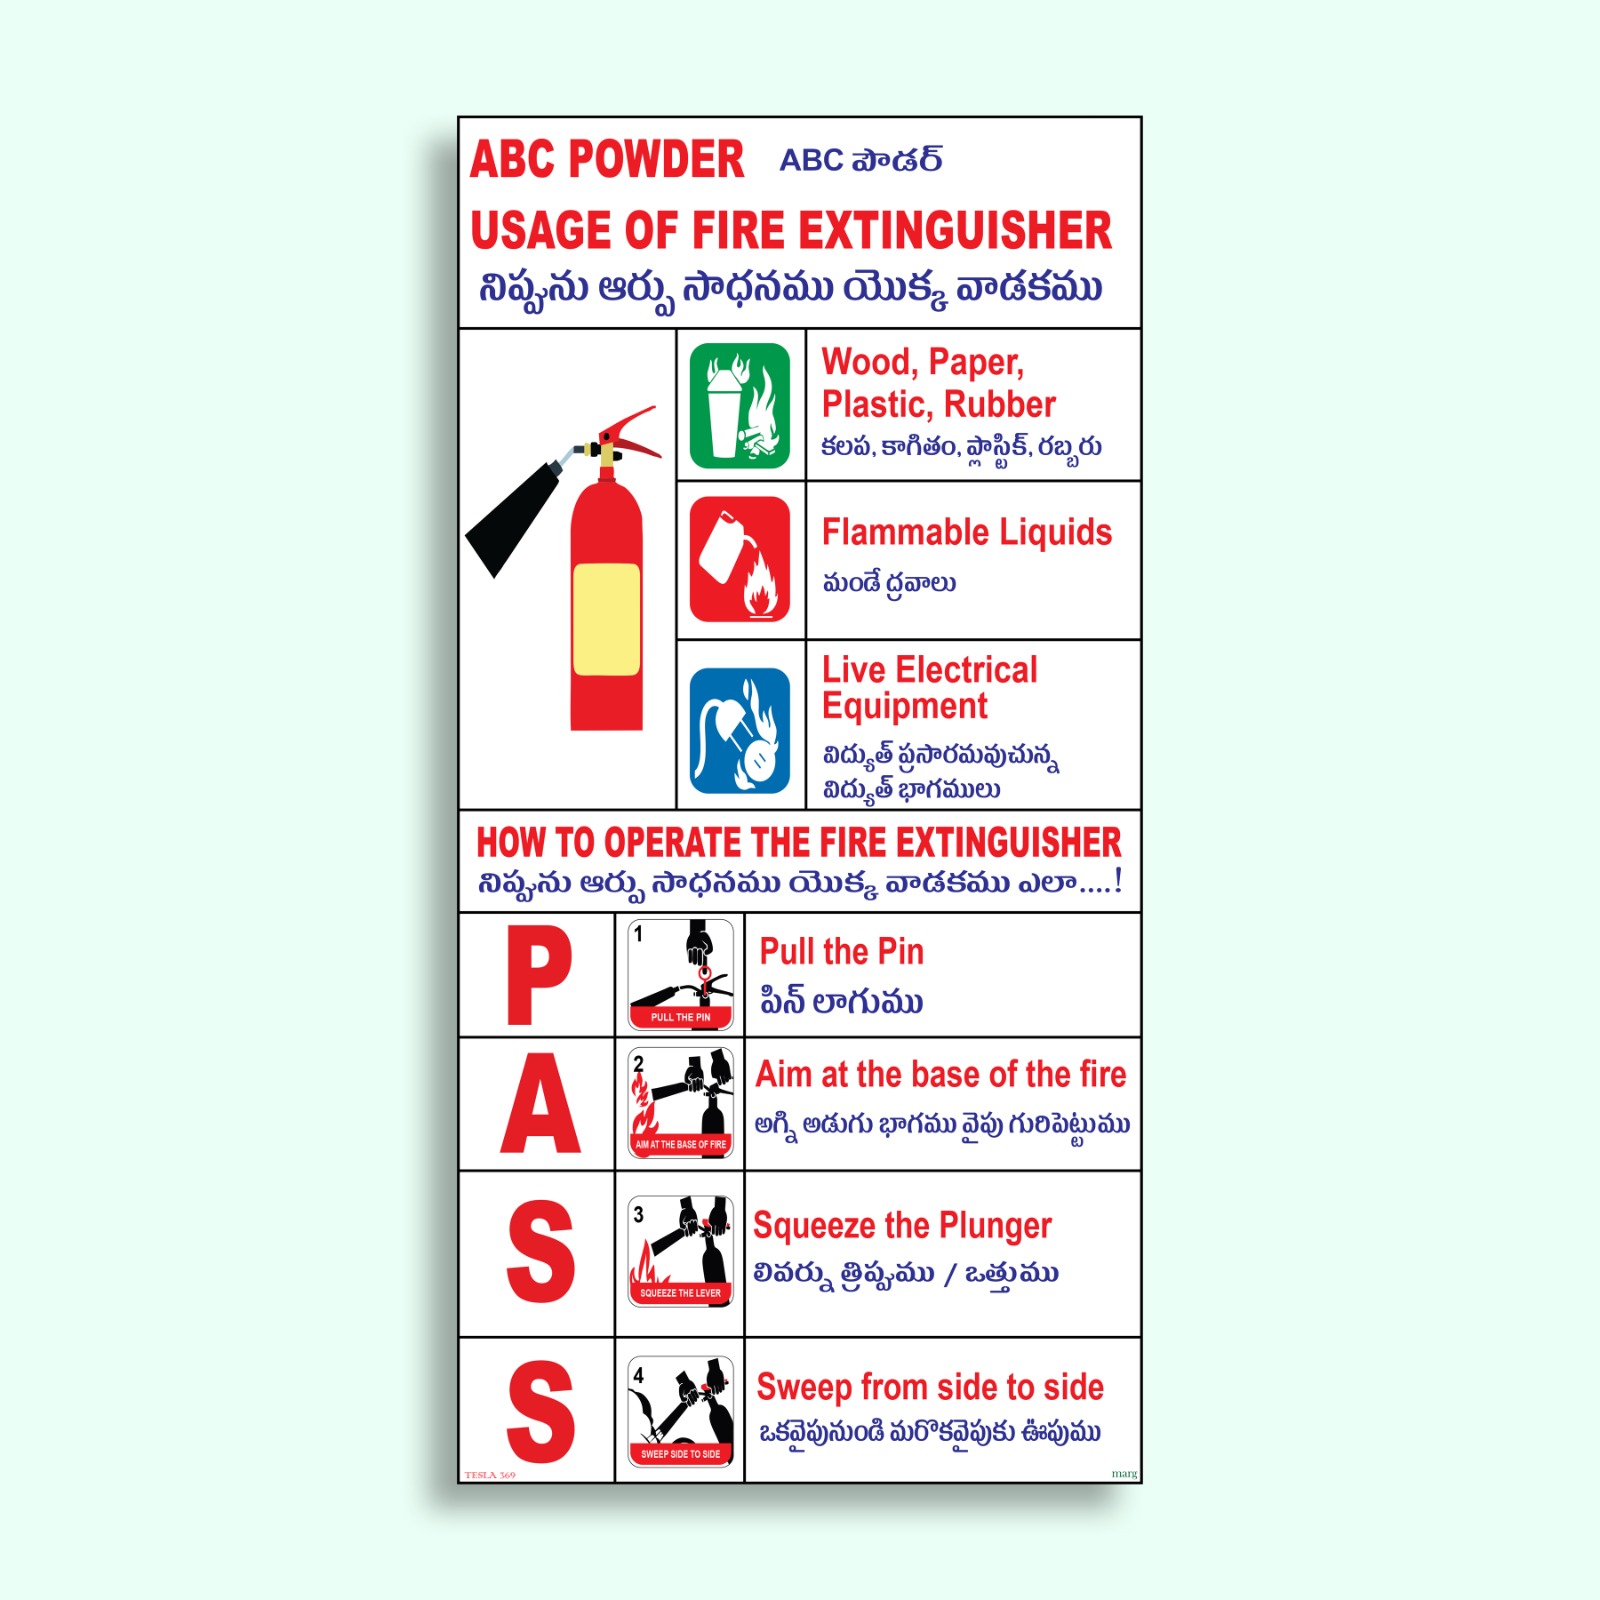 ABC POWDER ABC పౌడర్
USAGE OF FIRE EXTINGUISHER
నిప్పును ఆర్పు సాధనము యొక్క వాడకము
Wood, Paper,
Plastic, Rubber
కలప, కాగితం, ప్లాస్టిక్, రబ్బరు
Flammable Liquids
మండే ద్రవాలు
Live Electrical
Equipment
విద్యుత్ ప్రసారమవుచున్న
విద్యుత్ భాగములు
HOW TO OPERATE THE FIRE EXTINGUISHER
నిప్పును ఆర్పు సాధనము యొక్క వాడకము ఎలా....!
P
1
PULL THE PIN
Pull the Pin
పిన్ లాగుము
A
2
AIM AT THE BASE OF FIRE
Aim at the base of the fire
అగ్ని అడుగు భాగము వైపు గురిపెట్టుము
S
3
SQUEEZE THE LEVER
Squeeze the Plunger
లివర్ను త్రిప్పుము / ఒత్తుము
S
4
SWEEP SIDE TO SIDE
Sweep from side to side
ఒకవైపునుండి మరొకవైపుకు ఊపుము
TESLA 369
marg